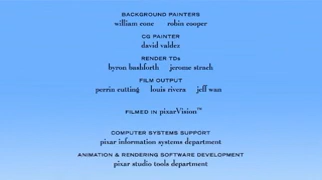 BACKGROUND PAINTERS
william cone robin cooper
CG PAINTER
david valdez
RENDER TDs
byron bashforth jerome strach
FILM OUTPUT
perrin cutting louis rivera jeff wan
FILMED IN pixarVision™
COMPUTER SYSTEMS SUPPORT
pixar information systems department
ANIMATION & RENDERING SOFTWARE DEVELOPMENT
pixar studio tools department